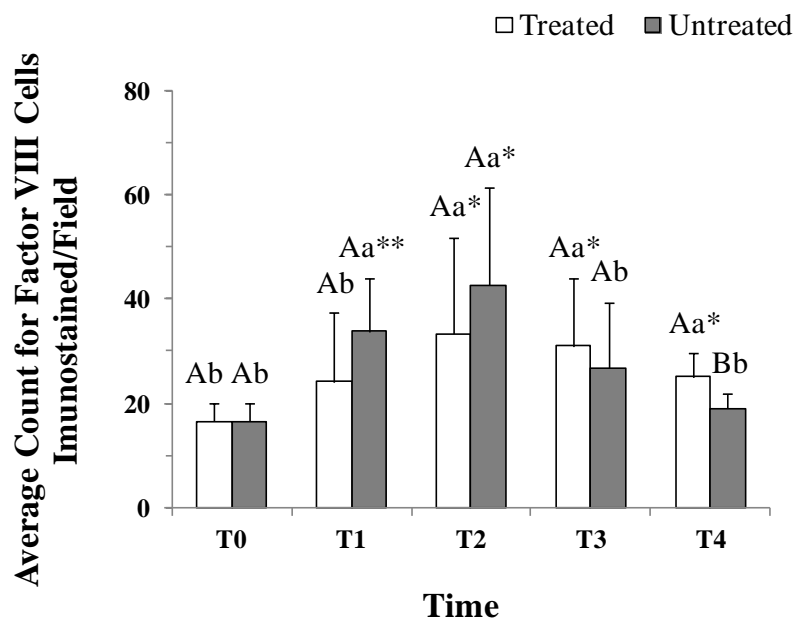 Treated Untreated
Average Count for Factor VIII Cells
Imunostained/Field
80
60
40
20
0
Ab Ab
Ab Aa**
Aa* Aa*
Aa* Ab
Aa* Bb
T0 T1 T2 T3 T4
Time